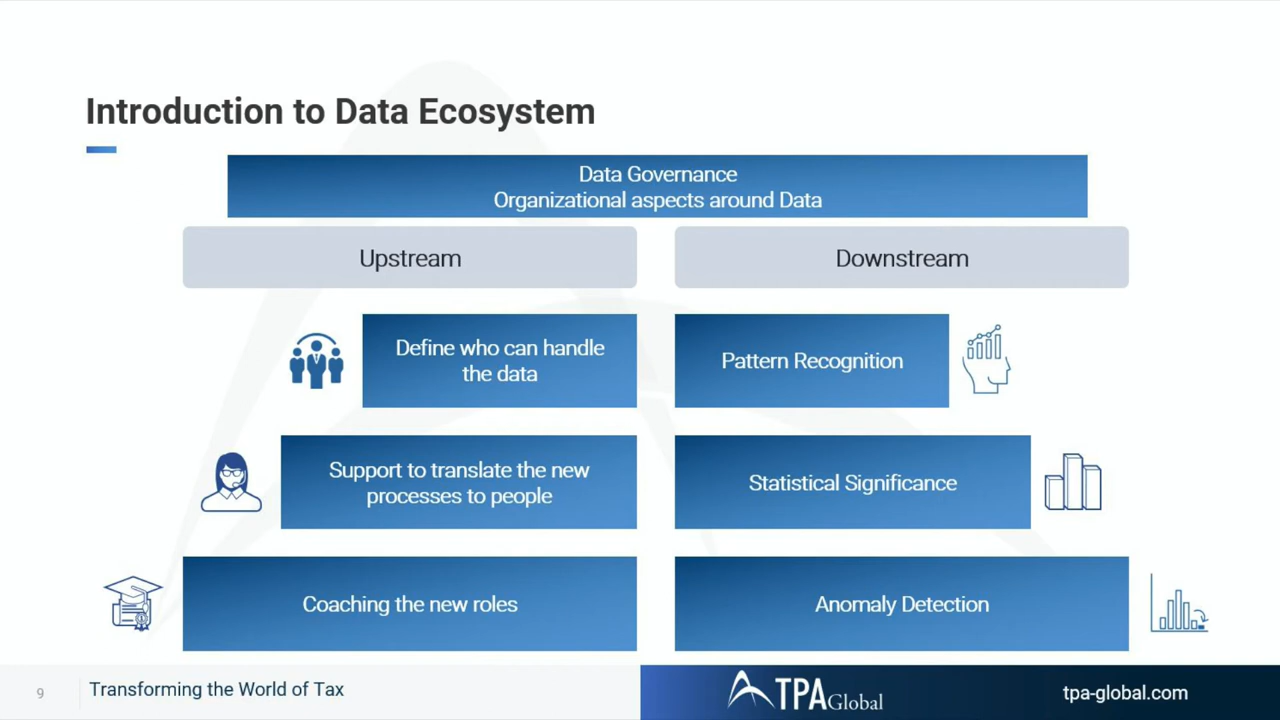 Introduction to Data Ecosystem
Data Governance
Organizational aspects around Data
Upstream
Downstream
Define who can handle
the data
Pattern Recognition
Support to translate the new
processes to people
Statistical Significance
Coaching the new roles
Anomaly Detection
9
Transforming the World of Tax
TPA Global
tpa-global.com